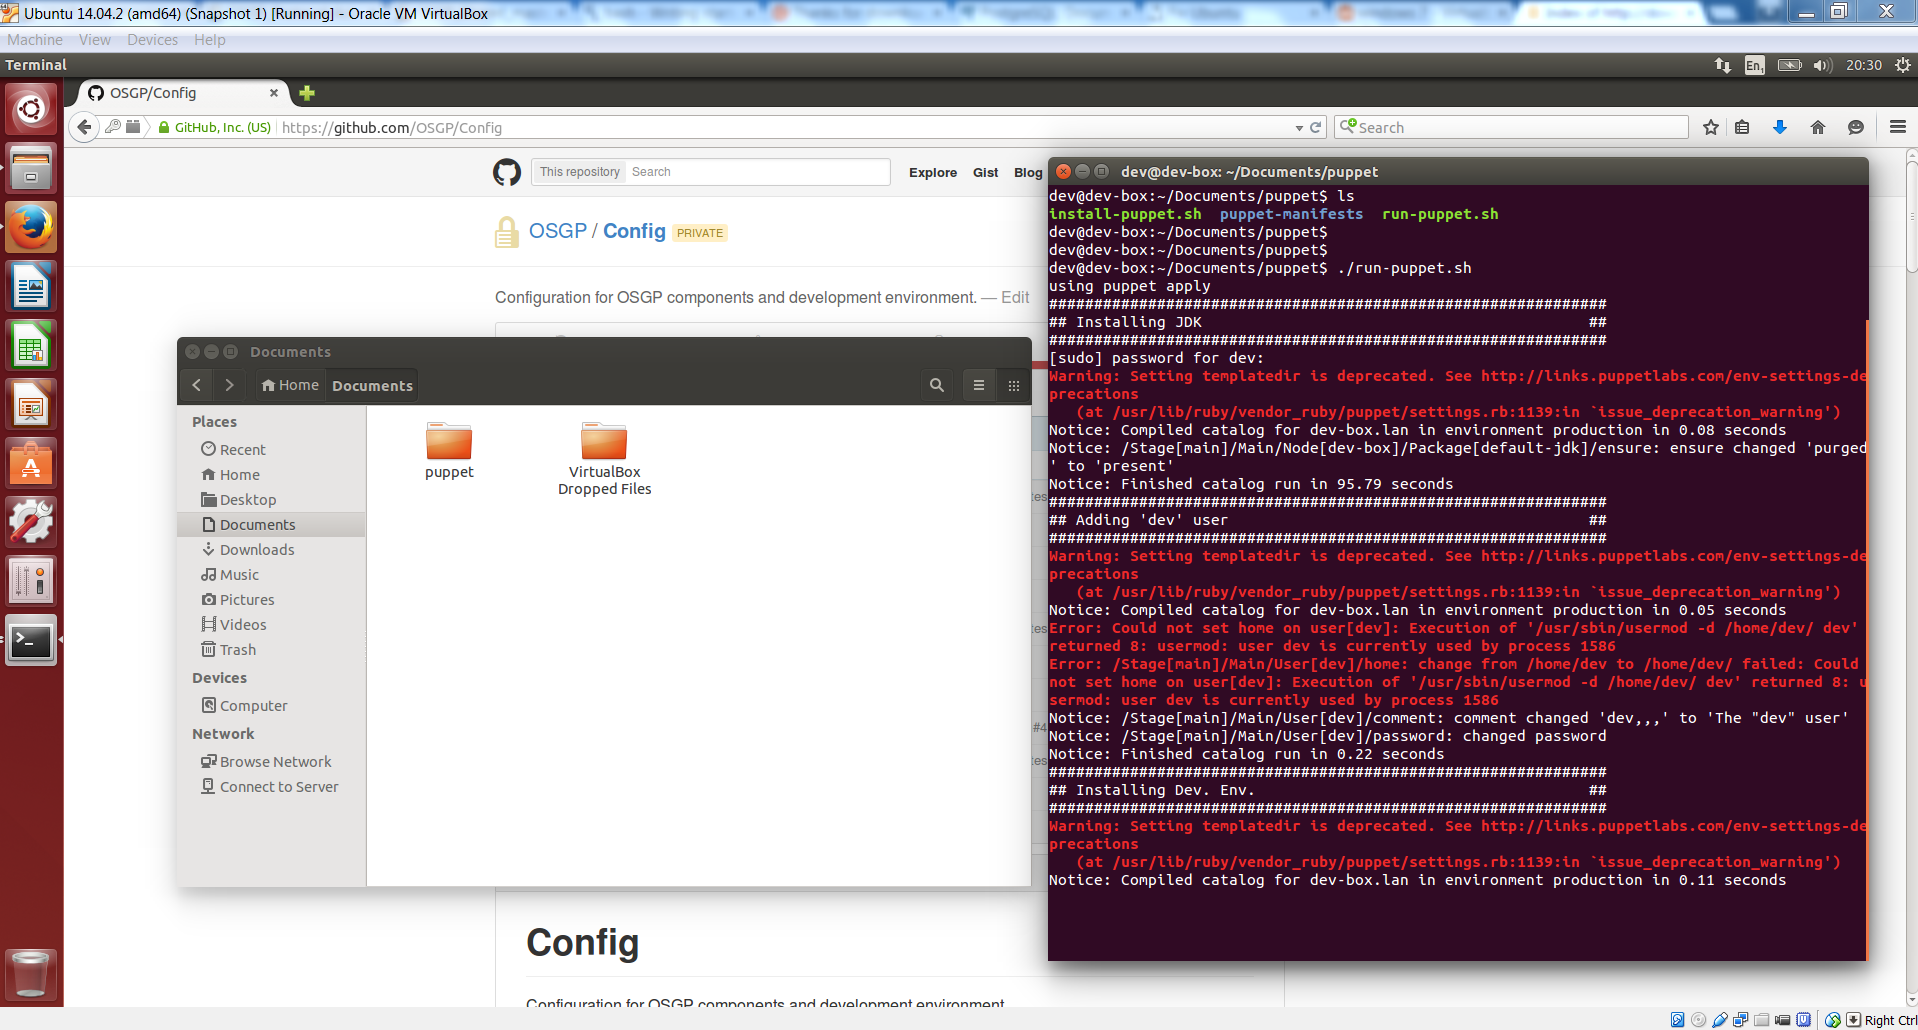 Ubuntu 14.04.2 (amd64) (Snapshot 1) [Running] - Oracle VM VirtualBox
Machine View Devices Help
Terminal
En1
20:30
OSGP/Config
GitHub, Inc. (US)
https://github.com/OSGP/Config
Search
This repository
Search
Explore
Gist
Blog
OSGP / Config PRIVATE
Configuration for OSGP components and development environment. — Edit
Documents
Home
Documents
Places
Recent
Home
Desktop
Documents
Downloads
Music
Pictures
Videos
Trash
Devices
Computer
Network
Browse Network
Connect to Server
puppet
VirtualBox
Dropped Files
tes
tes
#4
tes
Config
Configuration for OSGP components and development environment
dev@dev-box: ~/Documents/puppet
dev@dev-box:~/Documents/puppet$ ls
install-puppet.sh puppet-manifests run-puppet.sh
dev@dev-box:~/Documents/puppet$
dev@dev-box:~/Documents/puppet$
dev@dev-box:~/Documents/puppet$ ./run-puppet.sh
using puppet apply
##############################################################
## Installing JDK ##
##############################################################
[sudo] password for dev:
Warning: Setting templatedir is deprecated. See http://links.puppetlabs.com/env-settings-de
precations
(at /usr/lib/ruby/vendor_ruby/puppet/settings.rb:1139:in `issue_deprecation_warning')
Notice: Compiled catalog for dev-box.lan in environment production in 0.08 seconds
Notice: /Stage[main]/Main/Node[dev-box]/Package[default-jdk]/ensure: ensure changed 'purged
' to 'present'
Notice: Finished catalog run in 95.79 seconds
##############################################################
## Adding 'dev' user ##
##############################################################
Warning: Setting templatedir is deprecated. See http://links.puppetlabs.com/env-settings-de
precations
(at /usr/lib/ruby/vendor_ruby/puppet/settings.rb:1139:in `issue_deprecation_warning')
Notice: Compiled catalog for dev-box.lan in environment production in 0.05 seconds
Error: Could not set home on user[dev]: Execution of '/usr/sbin/usermod -d /home/dev/ dev'
returned 8: usermod: user dev is currently used by process 1586
Error: /Stage[main]/Main/User[dev]/home: change from /home/dev to /home/dev/ failed: Could
not set home on user[dev]: Execution of '/usr/sbin/usermod -d /home/dev/ dev' returned 8: u
sermod: user dev is currently used by process 1586
Notice: /Stage[main]/Main/User[dev]/comment: comment changed 'dev,,,' to 'The "dev" user'
Notice: /Stage[main]/Main/User[dev]/password: changed password
Notice: Finished catalog run in 0.22 seconds
##############################################################
## Installing Dev. Env. ##
##############################################################
Warning: Setting templatedir is deprecated. See http://links.puppetlabs.com/env-settings-de
precations
(at /usr/lib/ruby/vendor_ruby/puppet/settings.rb:1139:in `issue_deprecation_warning')
Notice: Compiled catalog for dev-box.lan in environment production in 0.11 seconds
Right Ctrl